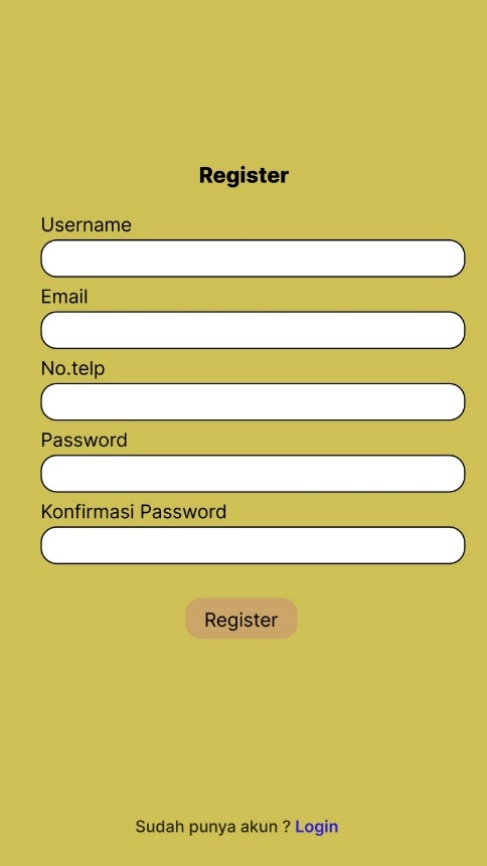 Register
Username
Email
No.telp
Password
Konfirmasi Password
Register
Sudah punya akun ? Login